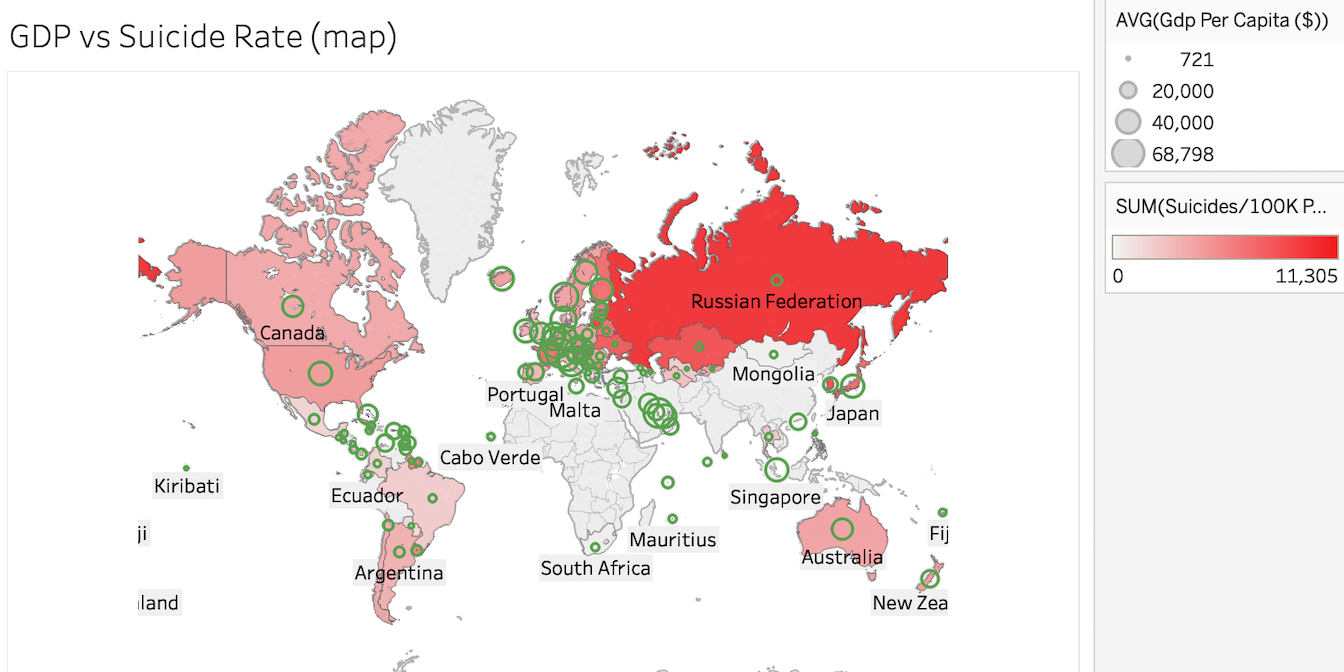 GDP vs Suicide Rate (map)
AVG(Gdp Per Capita ($))
721
20,000
40,000
68,798
SUM(Suicides/100K P...
0
11,305
Canada
Russian Federation
Mongolia
Portugal
Malta
Japan
Cabo Verde
Kiribati
Ecuador
Singapore
ji
Mauritius
Fij
Australia
South Africa
Argentina
land
New Zea